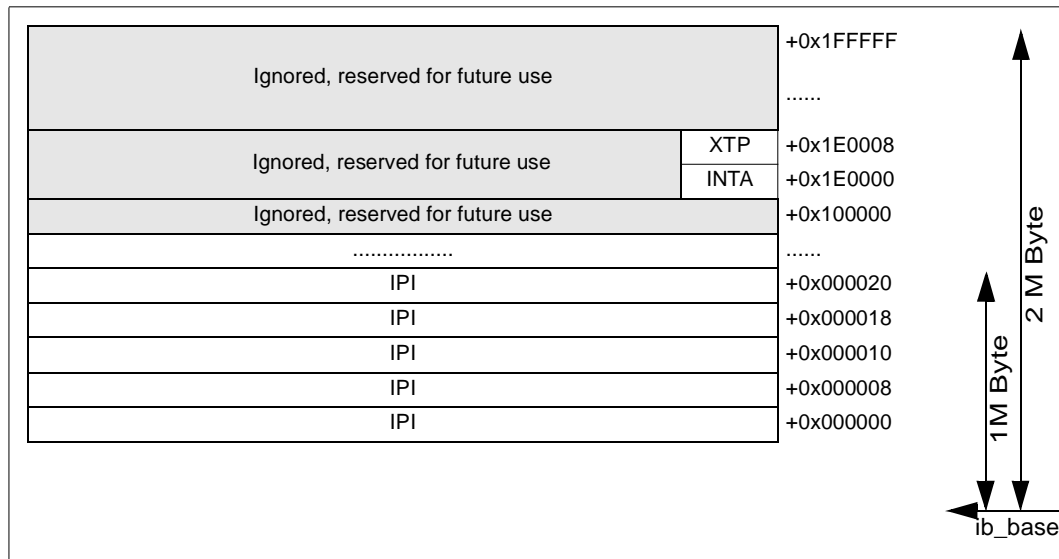 +0x1FFFFF
Ignored, reserved for future use
......
XTP +0x1E0008
Ignored, reserved for future use
INTA +0x1E0000
Ignored, reserved for future use +0x100000
................. ......
IPI +0x000020
IPI +0x000018
IPI +0x000010
IPI +0x000008
IPI +0x000000
1M Byte
2 M Byte
ib_base